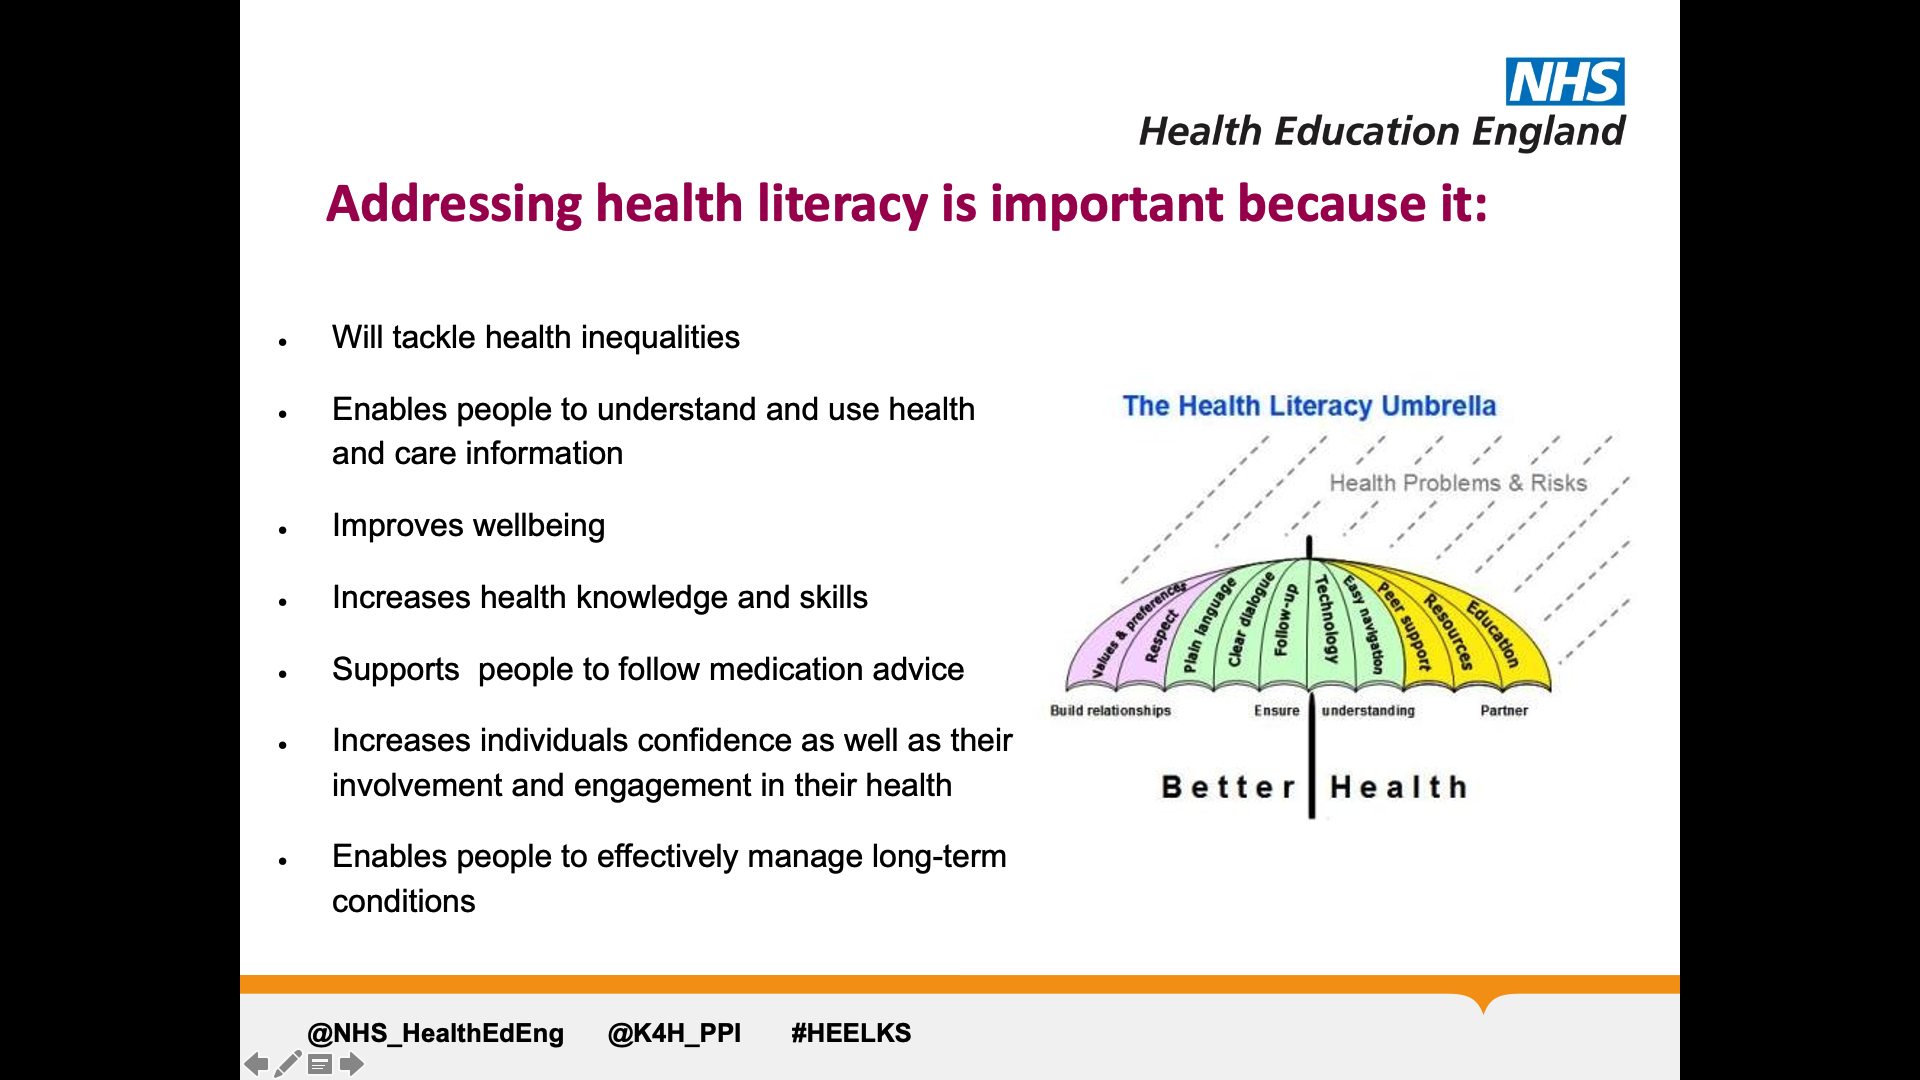 NHS
Health Education England
Addressing health literacy is important because it:
• Will tackle health inequalities
• Enables people to understand and use health
and care information
• Improves wellbeing
• Increases health knowledge and skills
• Supports  people to follow medication advice
• Increases individuals confidence as well as their
involvement and engagement in their health
• Enables people to effectively manage long-term
conditions
The Health Literacy Umbrella
Health Problems & Risks
Values & preferences
Respect
Plain language
Clear dialogue
Follow-up
Technology
Easy navigation
Peer support
Resources
Education
Build relationships
Ensure understanding
Partner
Better Health
@NHS_HealthEdEng @K4H_PPI #HEELKS